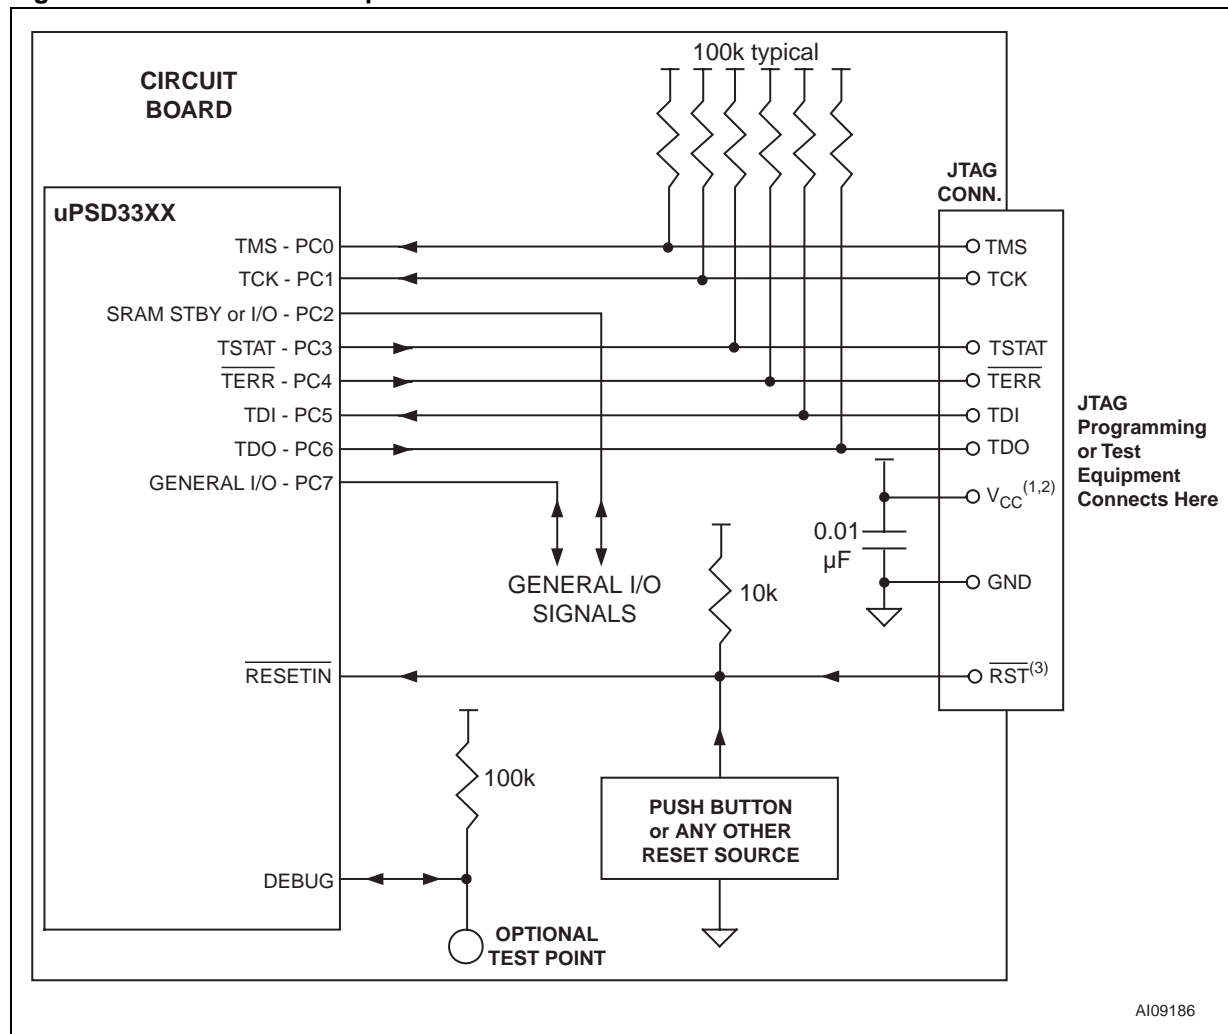 100k typical
CIRCUIT
BOARD
JTAG
CONN.
uPSD33XX
TMS - PC0
TMS
TCK - PC1
TCK
SRAM STBY or I/O - PC2
TSTAT - PC3
TSTAT
TERR - PC4
TERR
TDI - PC5
TDI
TDO - PC6
TDO
GENERAL I/O - PC7
JTAG
Programming
or Test
Equipment
Connects Here
VCC(1,2)
0.01
µF
GENERAL I/O
SIGNALS
10k
GND
RESETIN
RST(3)
100k
PUSH BUTTON
or ANY OTHER
RESET SOURCE
DEBUG
OPTIONAL
TEST POINT
AI09186